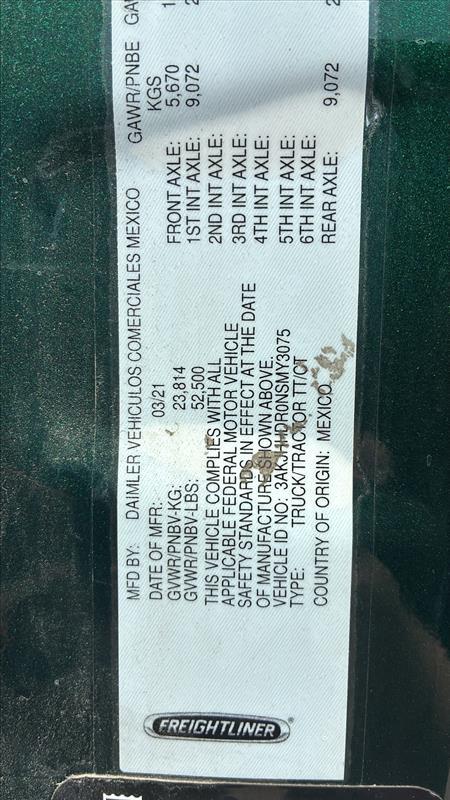 MFD BY: DAIMLER VEHICULOS COMERCIALES MEXICO GAWR/PNBE
DATE OF MFR: 03/21 KGS
GVWR/PNBV-KG: 23,814 FRONT AXLE: 5,670
GVWR/PNBV-LBS: 52,500 1ST INT AXLE: 9,072
THIS VEHICLE COMPLIES WITH ALL 2ND INT AXLE:
APPLICABLE FEDERAL MOTOR VEHICLE 3RD INT AXLE:
SAFETY STANDARDS IN EFFECT AT THE DATE 4TH INT AXLE:
OF MANUFACTURE SHOWN ABOVE. 5TH INT AXLE:
VEHICLE ID NO: 3AKJHHDR0NSMY3075 6TH INT AXLE:
TYPE: TRUCK/TRACTOR TT/CT REAR AXLE: 9,072
COUNTRY OF ORIGIN: MEXICO.
FREIGHTLINER